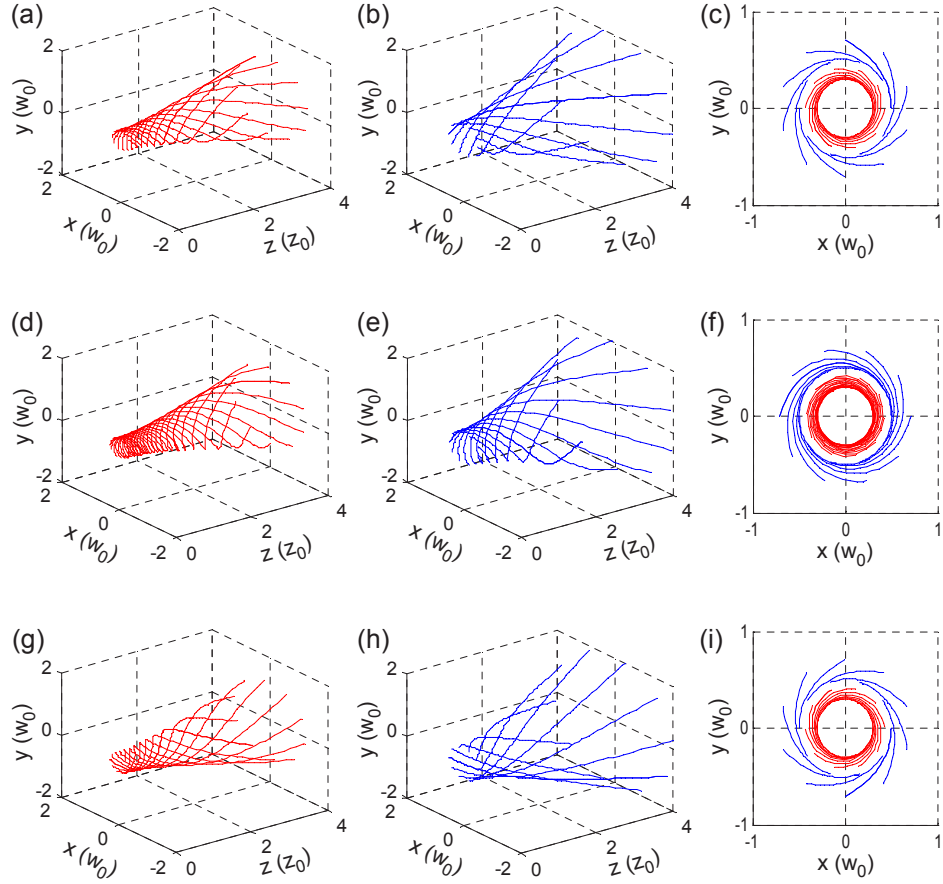 (a) (b) (c)
2 1
y (w0) 0 y (w0) 0
-2 -1
2 4 2 4 -1 0 1
x (w0) 0 2 x (w0) 0 2 x (w0)
-2 0 z (z0) -2 0 z (z0)
(d) (e) (f)
2 2 1
y (w0) 0 y (w0) 0 y (w0) 0
-2 -2 -1
2 4 2 4 -1 0 1
x (w0) 0 2 x (w0) 0 2 x (w0)
-2 0 z (z0) -2 0 z (z0)
(g) (h) (i)
2 2 1
y (w0) 0 y (w0) 0 y (w0) 0
-2 -2 -1
2 4 2 4 -1 0 1
x (w0) 0 2 x (w0) 0 2 x (w0)
-2 0 z (z0) -2 0 z (z0)